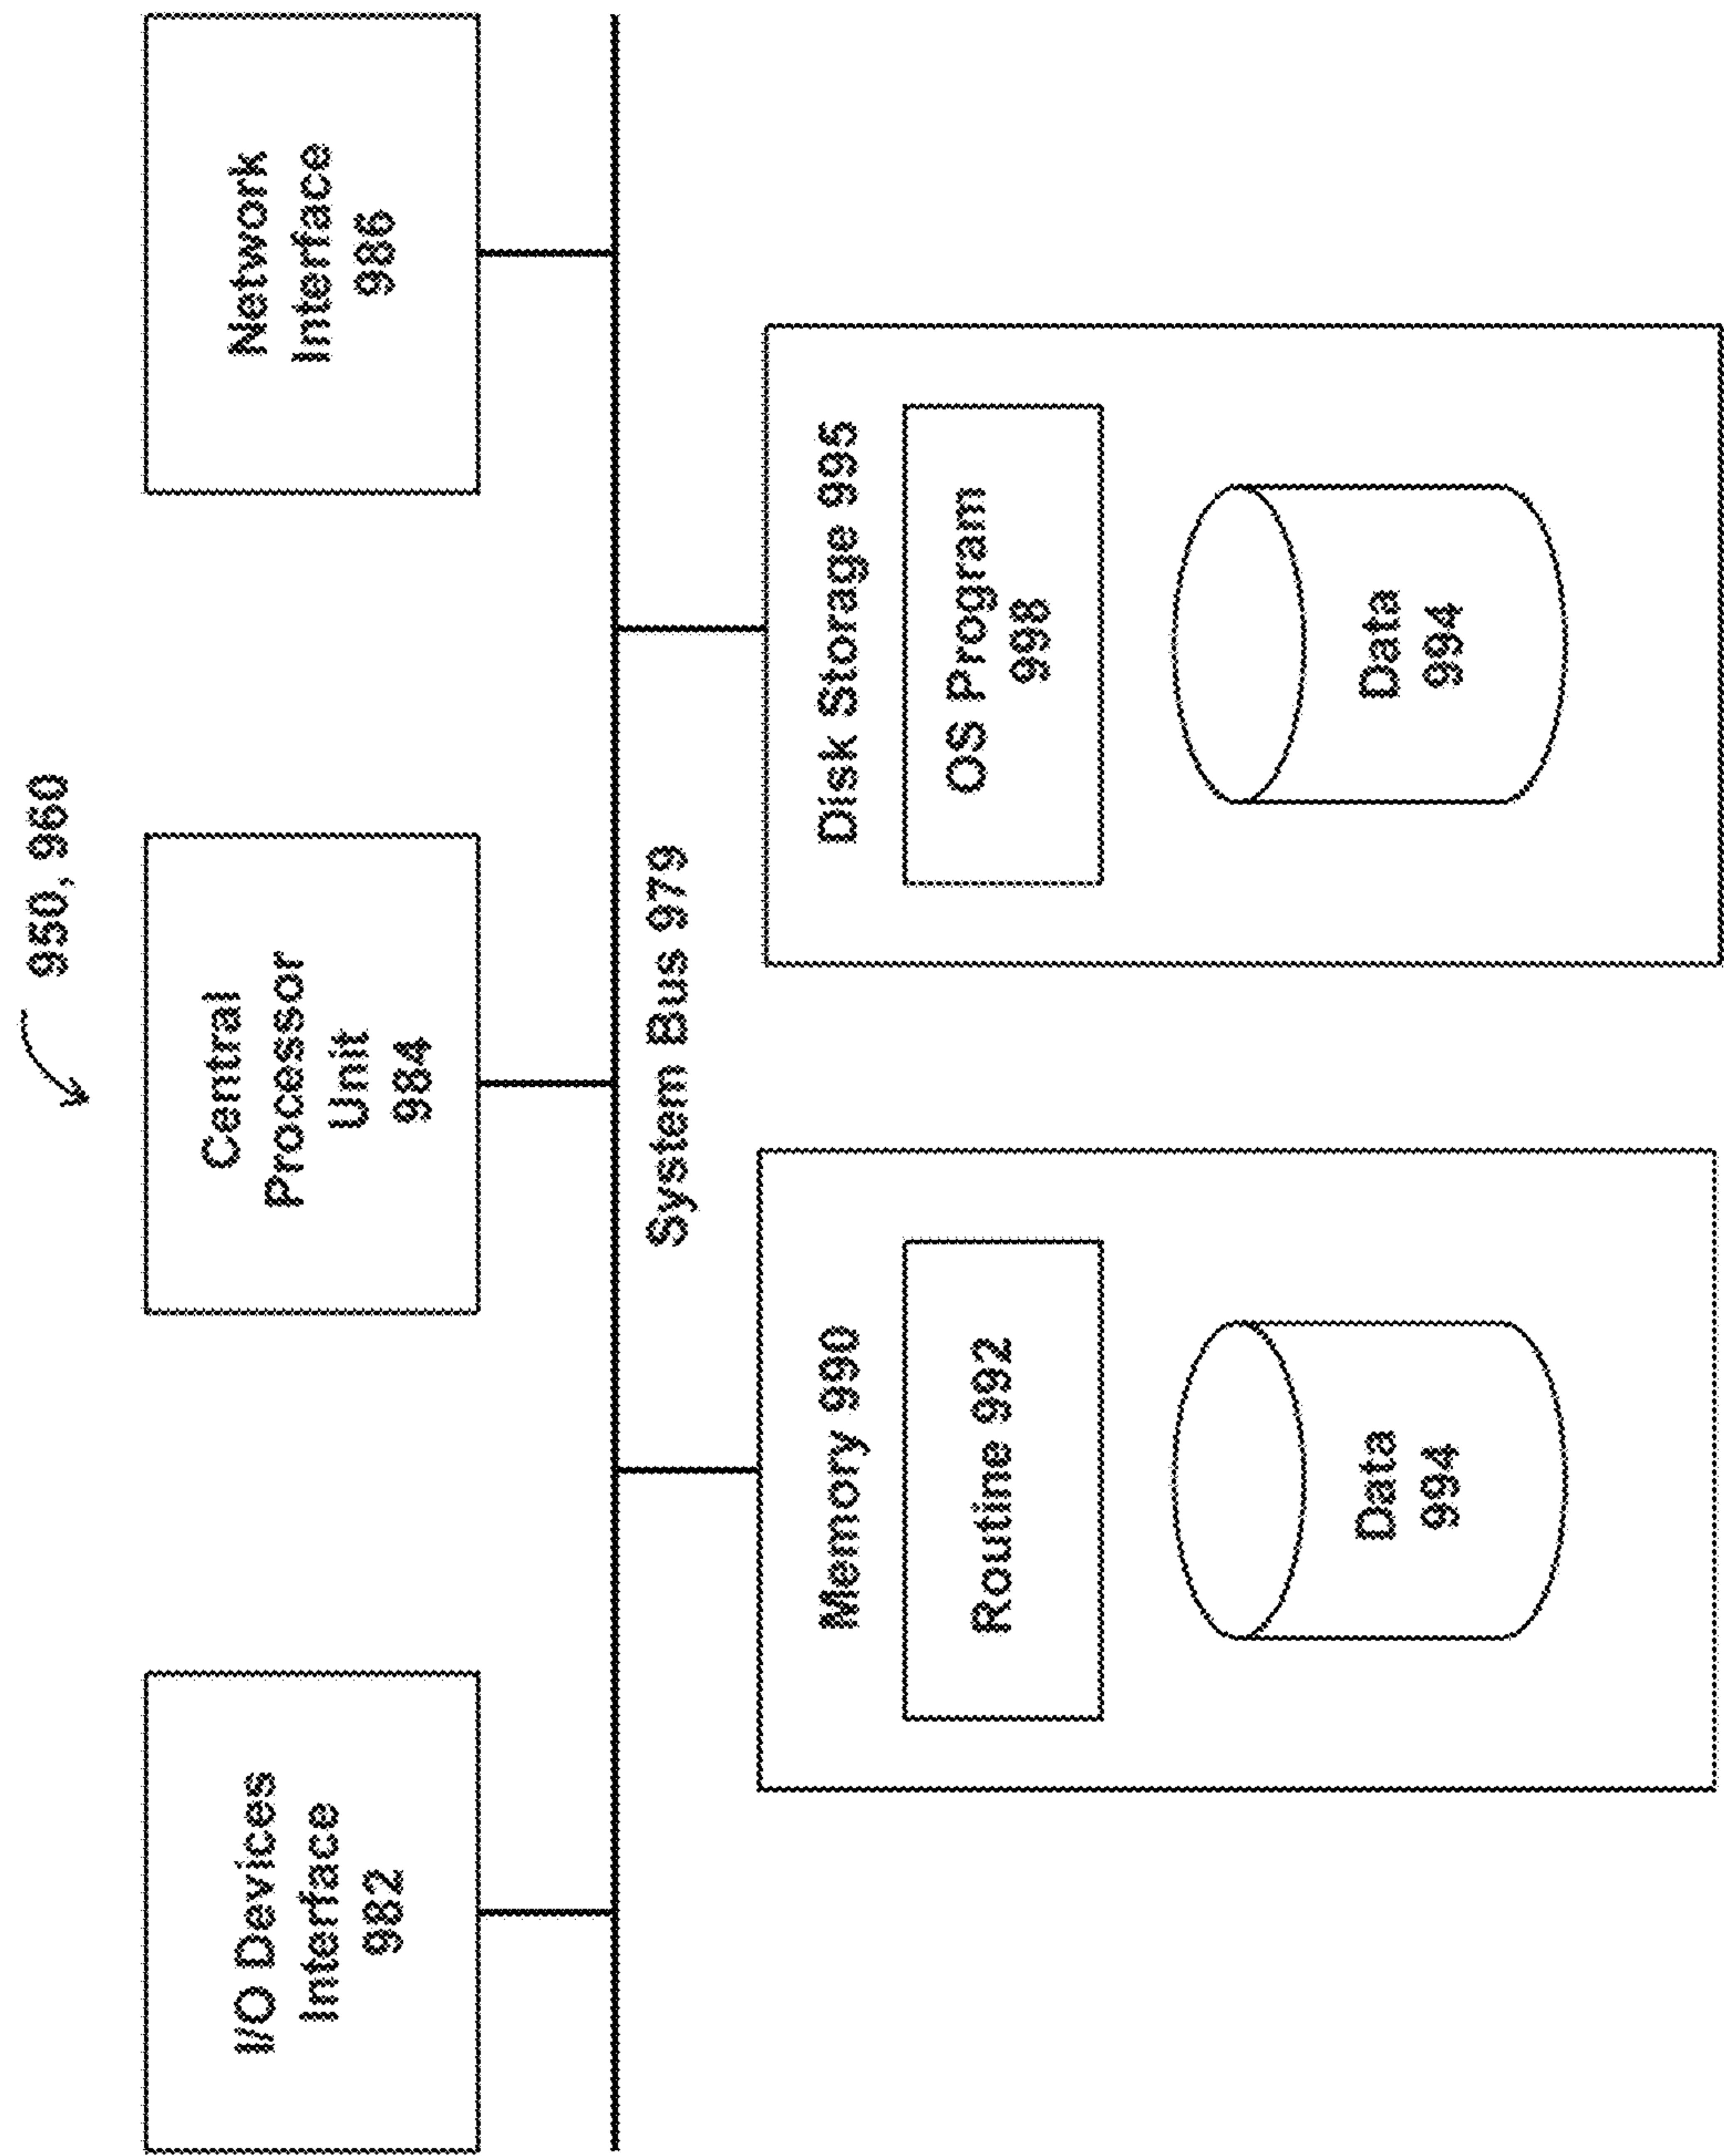 950, 960
I/O Devices
Interface
982
Central
Processor
Unit
984
Network
Interface
986
System Bus 979
Memory 990
Routine 992
Data
994
Disk Storage 995
OS Program
998
Data
994